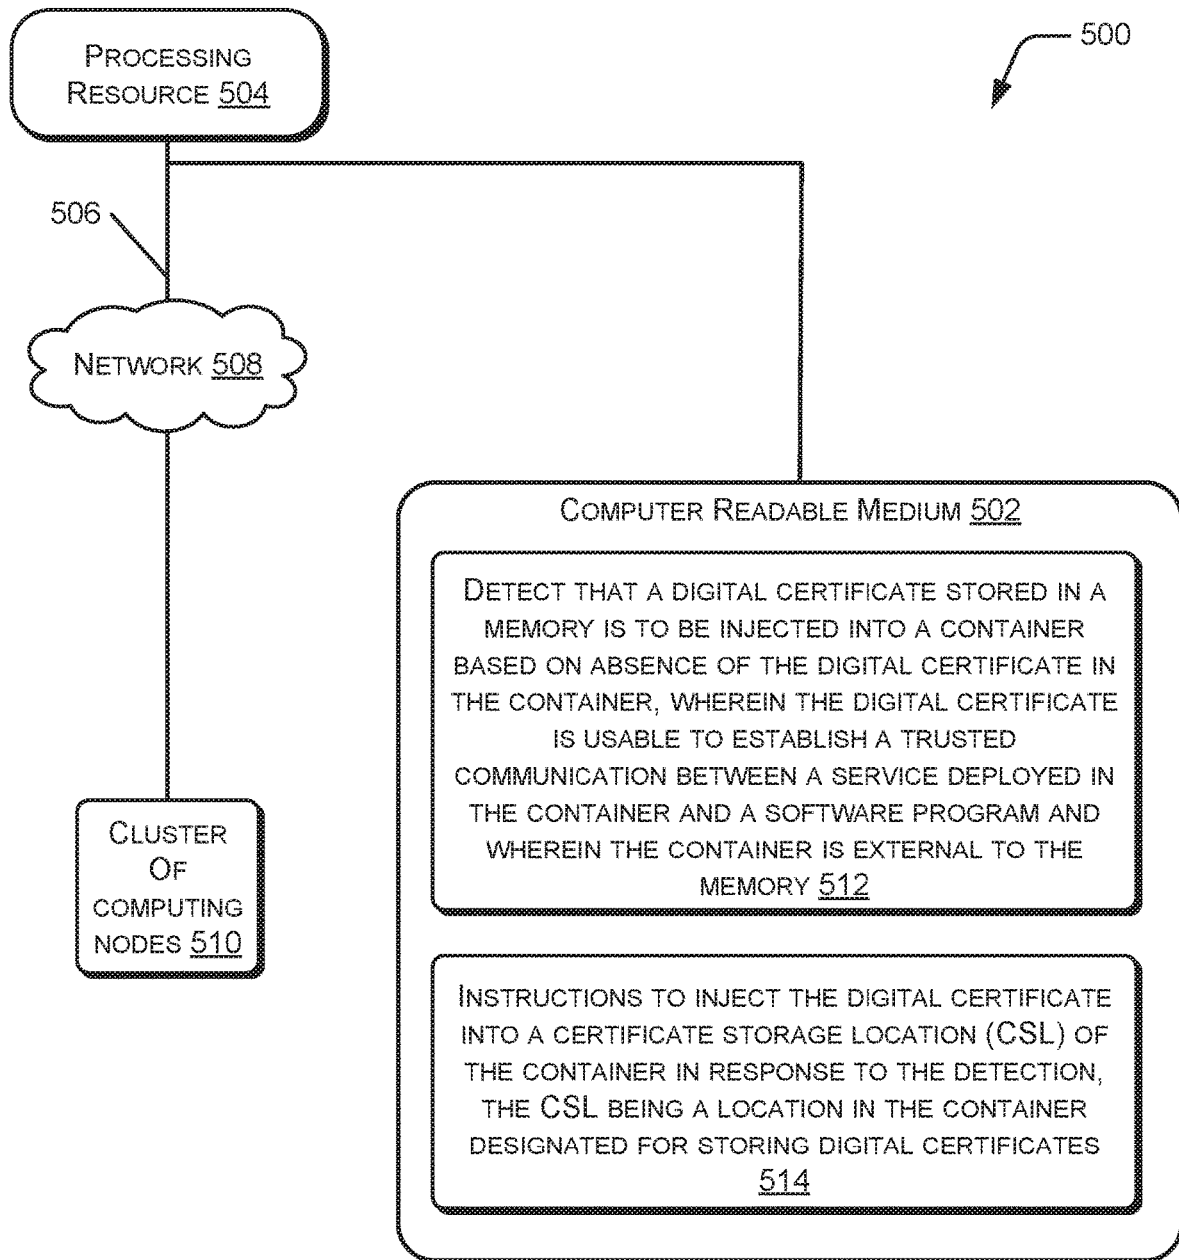 PROCESSING
RESOURCE 504
500
506
NETWORK 508
COMPUTER READABLE MEDIUM 502
DETECT THAT A DIGITAL CERTIFICATE STORED IN A
MEMORY IS TO BE INJECTED INTO A CONTAINER
BASED ON ABSENCE OF THE DIGITAL CERTIFICATE IN
THE CONTAINER, WHEREIN THE DIGITAL CERTIFICATE
IS USABLE TO ESTABLISH A TRUSTED
COMMUNICATION BETWEEN A SERVICE DEPLOYED IN
THE CONTAINER AND A SOFTWARE PROGRAM AND
WHEREIN THE CONTAINER IS EXTERNAL TO THE
MEMORY 512
CLUSTER
OF
COMPUTING
NODES 510
INSTRUCTIONS TO INJECT THE DIGITAL CERTIFICATE
INTO A CERTIFICATE STORAGE LOCATION (CSL) OF
THE CONTAINER IN RESPONSE TO THE DETECTION,
THE CSL BEING A LOCATION IN THE CONTAINER
DESIGNATED FOR STORING DIGITAL CERTIFICATES
514